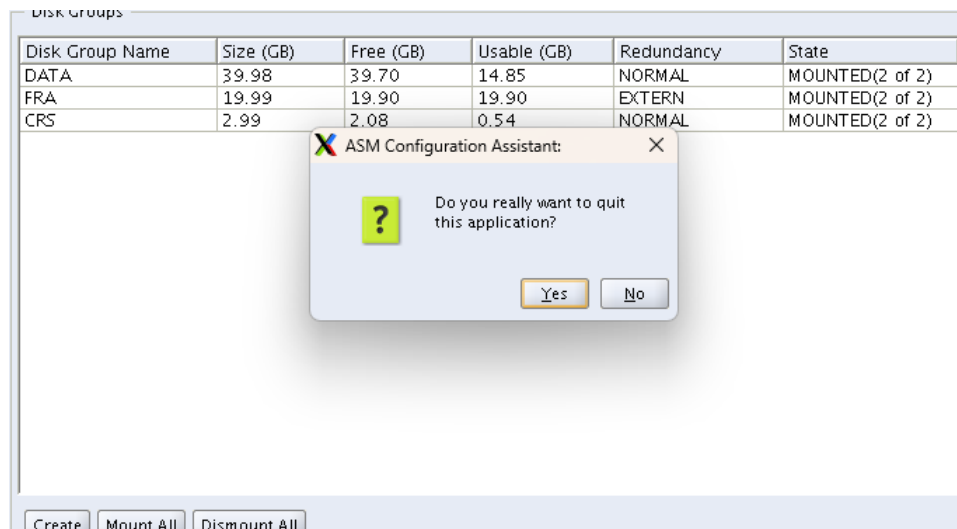 Disk Groups
Disk Group Name Size (GB) Free (GB) Usable (GB) Redundancy State
DATA 39.98 39.70 14.85 NORMAL MOUNTED(2 of 2)
FRA 19.99 19.90 19.90 EXTERN MOUNTED(2 of 2)
CRS 2.99 2.08 0.54 NORMAL MOUNTED(2 of 2)
ASM Configuration Assistant:
Do you really want to quit
this application?
Yes No
Create Mount All Dismount All